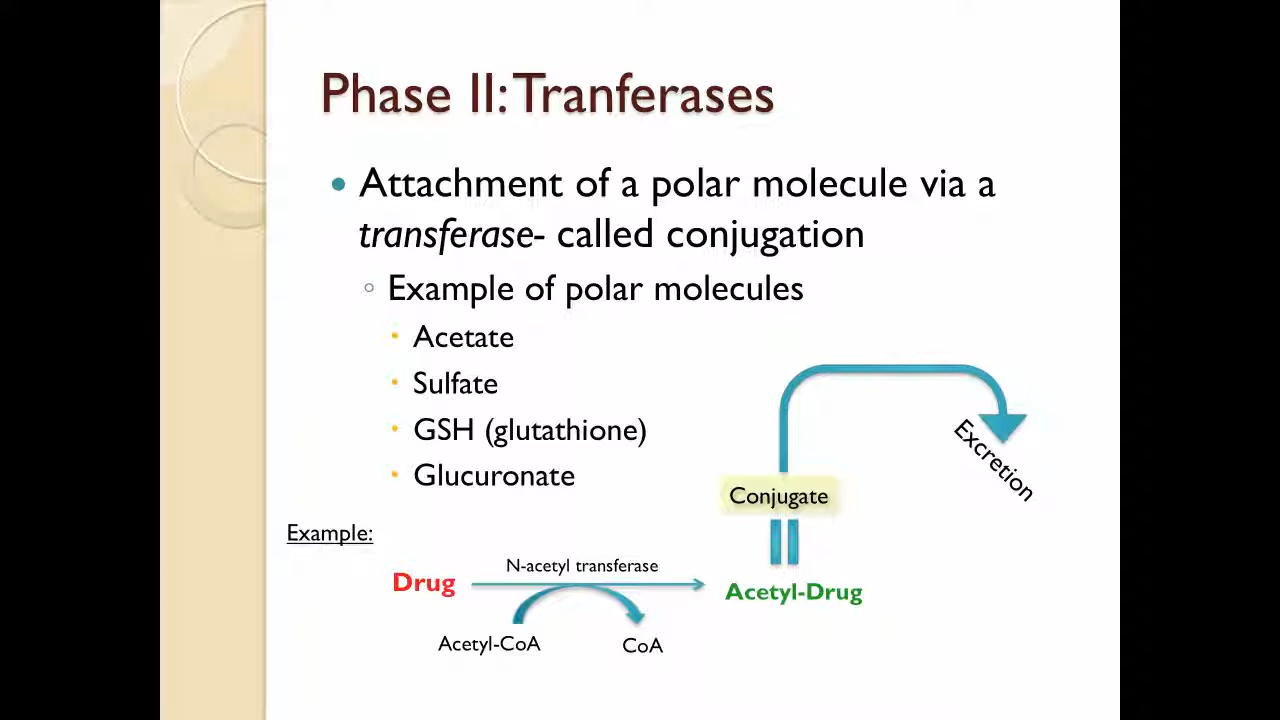 Phase II: Tranferases
Attachment of a polar molecule via a
transferase- called conjugation
Example of polar molecules
Acetate
Sulfate
GSH (glutathione)
Glucuronate
Excretion
Conjugate
Example:
N-acetyl transferase
Drug
Acetyl-Drug
Acetyl-CoA
CoA